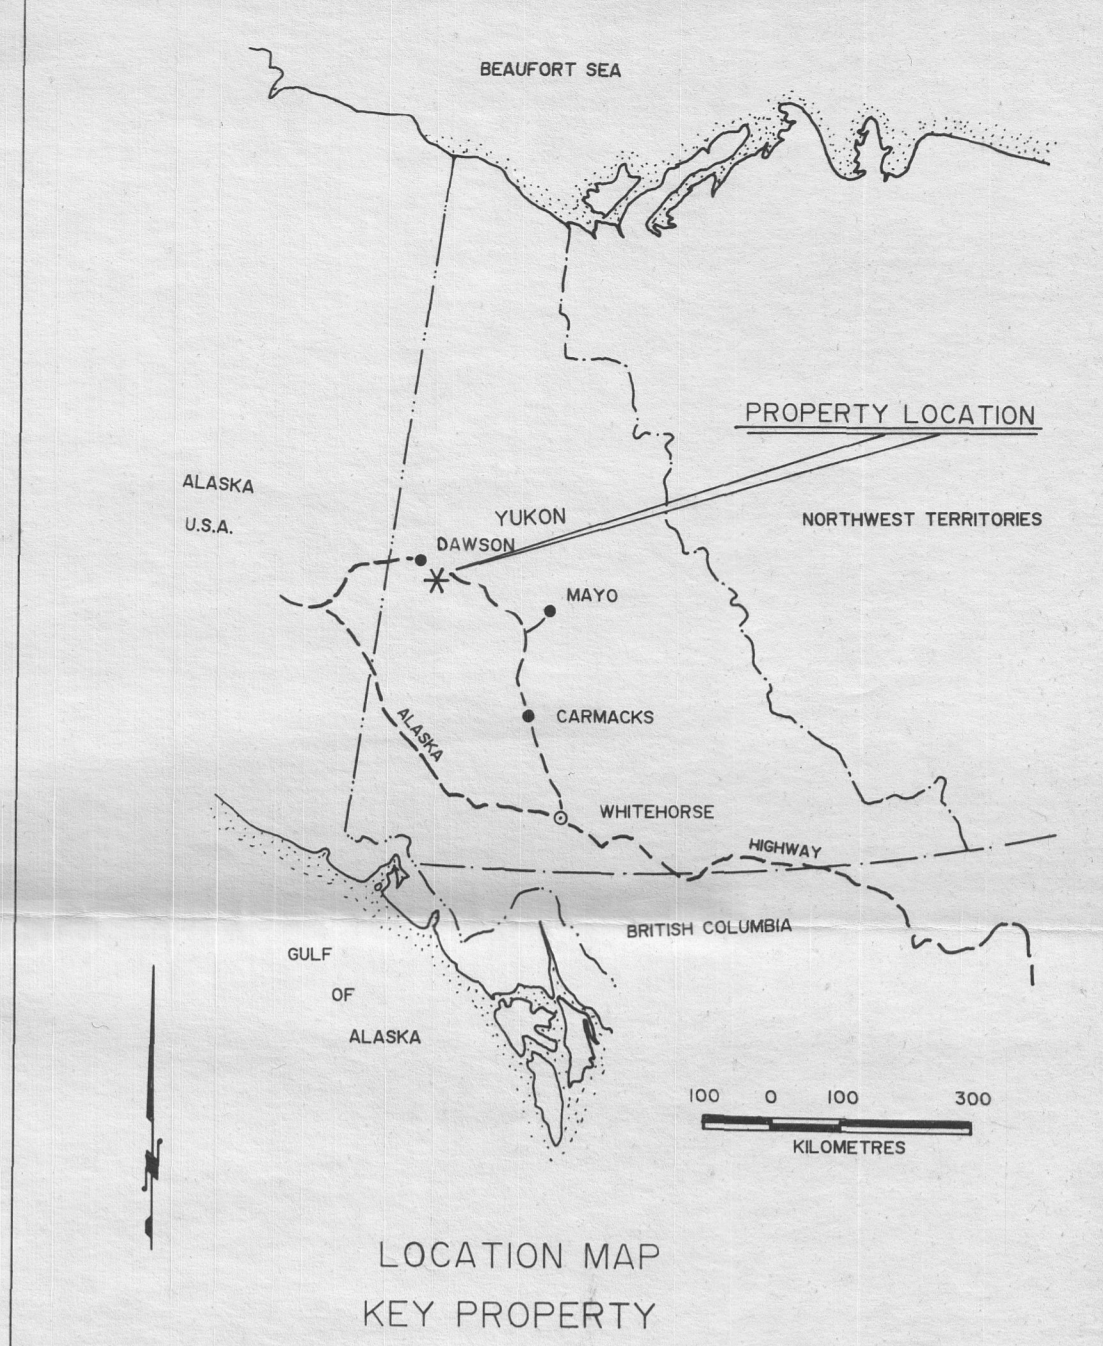 BEAUFORT SEA
PROPERTY LOCATION
ALASKA
U.S.A.
YUKON
NORTHWEST TERRITORIES
DAWSON
MAYO
CARMACKS
ALASKA
WHITEHORSE
HIGHWAY
BRITISH COLUMBIA
GULF
OF
ALASKA
100 0 100 300
KILOMETRES
LOCATION MAP
KEY PROPERTY